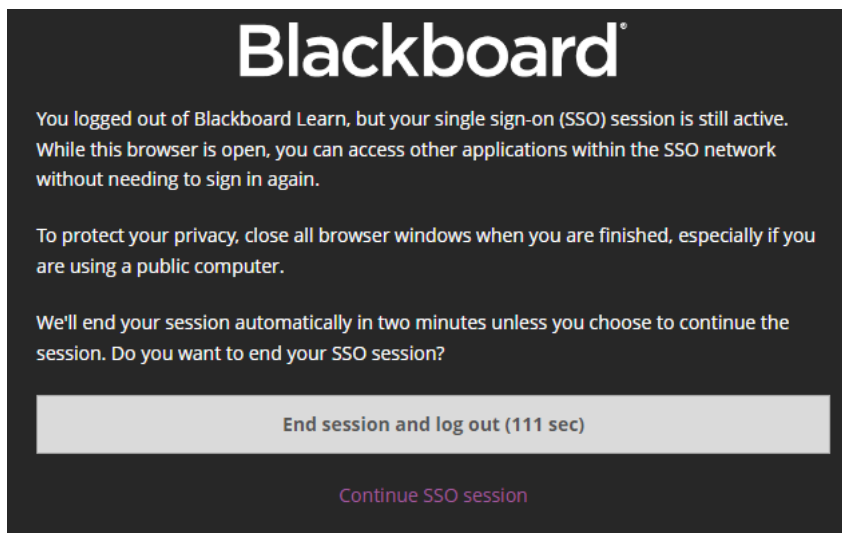 Blackboard®
You logged out of Blackboard Learn, but your single sign-on (SSO) session is still active.
While this browser is open, you can access other applications within the SSO network
without needing to sign in again.
To protect your privacy, close all browser windows when you are finished, especially if you
are using a public computer.
We'll end your session automatically in two minutes unless you choose to continue the
session. Do you want to end your SSO session?
End session and log out (111 sec)
Continue SSO session